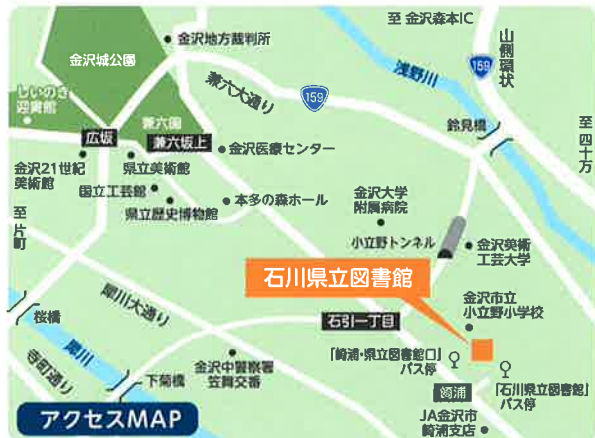 至 金沢森本IC
山側環状
159
浅野川
金沢地方裁判所
金沢城公園
兼六大通り
159
しいのき
迎賓館
鈴見橋
至 四十万
兼六園
広坂
兼六坂上
金沢医療センター
金沢21世紀
美術館
県立美術館
国立工芸館
県立歴史博物館
本多の森ホール
金沢大学
附属病院
至 片町
小立野トンネル
金沢美術
工芸大学
石川県立図書館
犀川大通り
石引一丁目
金沢市立
小立野小学校
桜橋
犀川
寺町通り
下菊橋
金沢中警察署
笠舞交番
「崎浦・県立図書館口」
バス停
「石川県立図書館」
バス停
崎浦
JA金沢市
崎浦支店
アクセスMAP